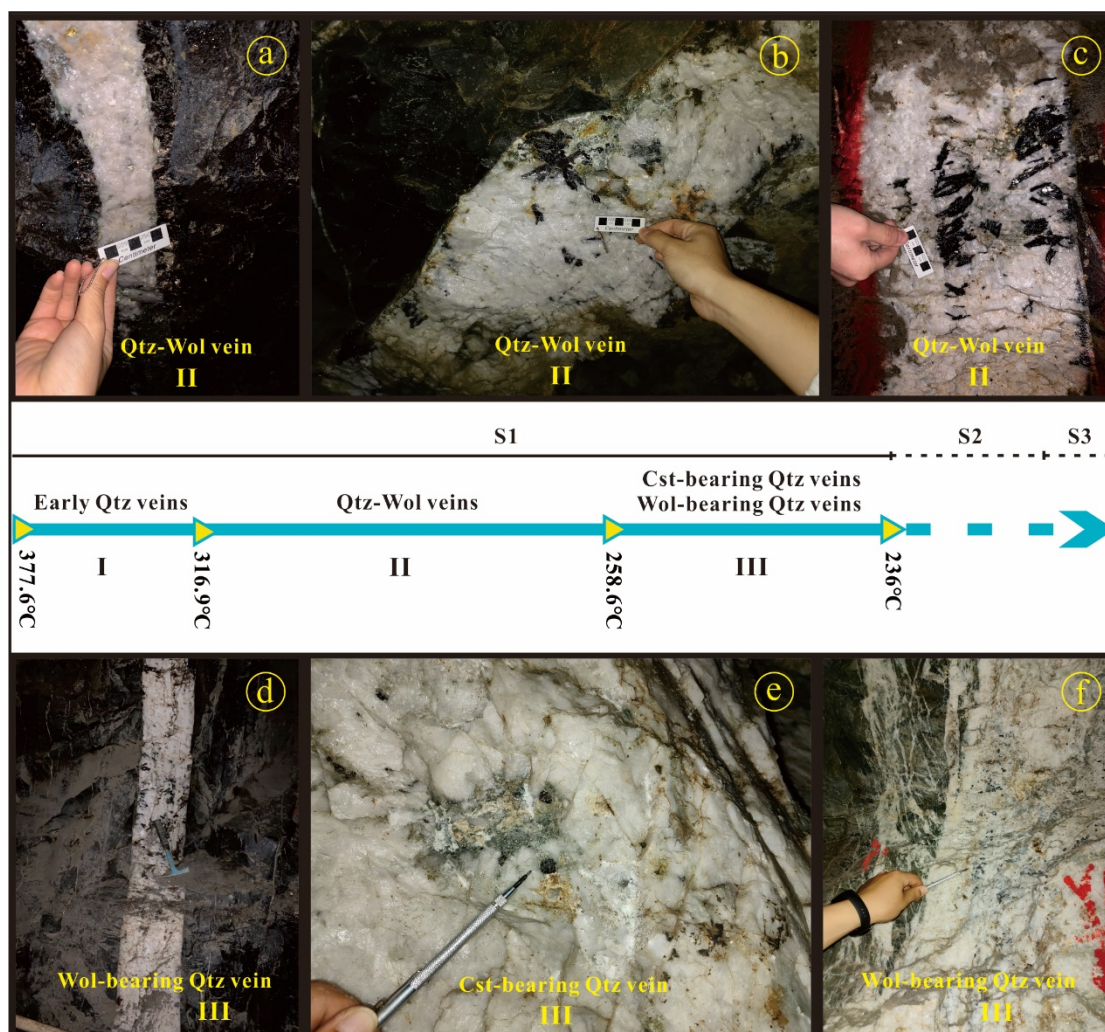 a
Qtz-Wol vein
II
b
Centimeter
Qtz-Wol vein
II
c
Qtz-Wol vein
II
S1
S2
S3
Early Qtz veins
Qtz-Wol veins
Cst-bearing Qtz veins
Wol-bearing Qtz veins
I
II
III
377.6℃
316.9℃
258.6℃
236℃
d
Wol-bearing Qtz vein
III
e
Cst-bearing Qtz vein
III
f
Wol-bearing Qtz vein
III